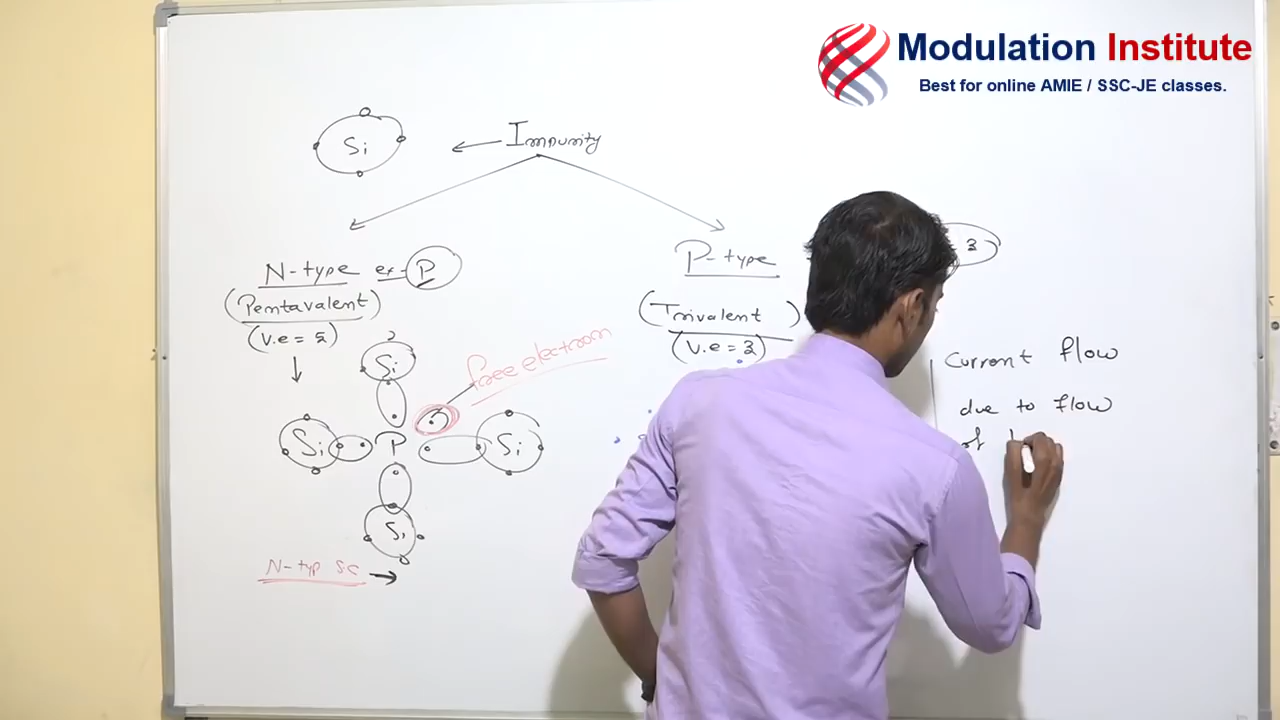 Modulation Institute
Best for online AMIE / SSC-JE classes.
Si
Impurity
N-type ex- P
(Pentavalent)
(V.e = 5)
P-type
3
(Trivalent)
(V.e = 3)
Si
free electron
Si P Si
Si
N-typ SC
Current flow
due to flow
of